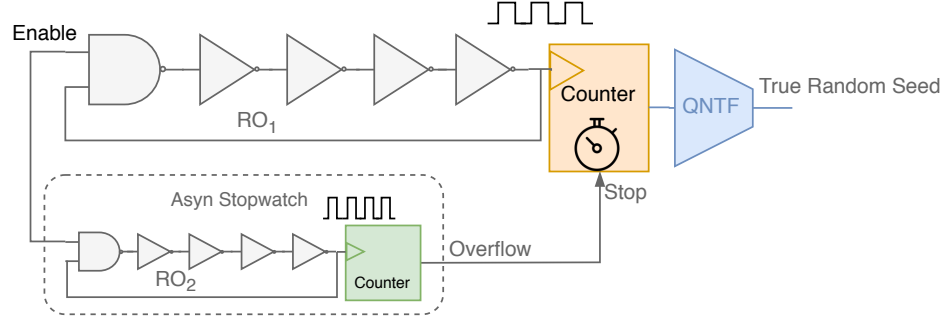 Enable
Counter
QNTF
True Random Seed
RO1
Stop
Asyn Stopwatch
Overflow
RO2
Counter